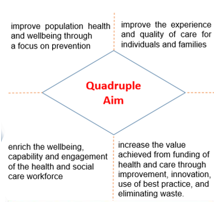 improve population health
and wellbeing through
a focus on prevention
improve the experience
and quality of care for
individuals and families
Quadruple
Aim
enrich the wellbeing,
capability and engagement
of the health and social
care workforce
increase the value
achieved from funding of
health and care through
improvement, innovation,
use of best practice, and
eliminating waste.